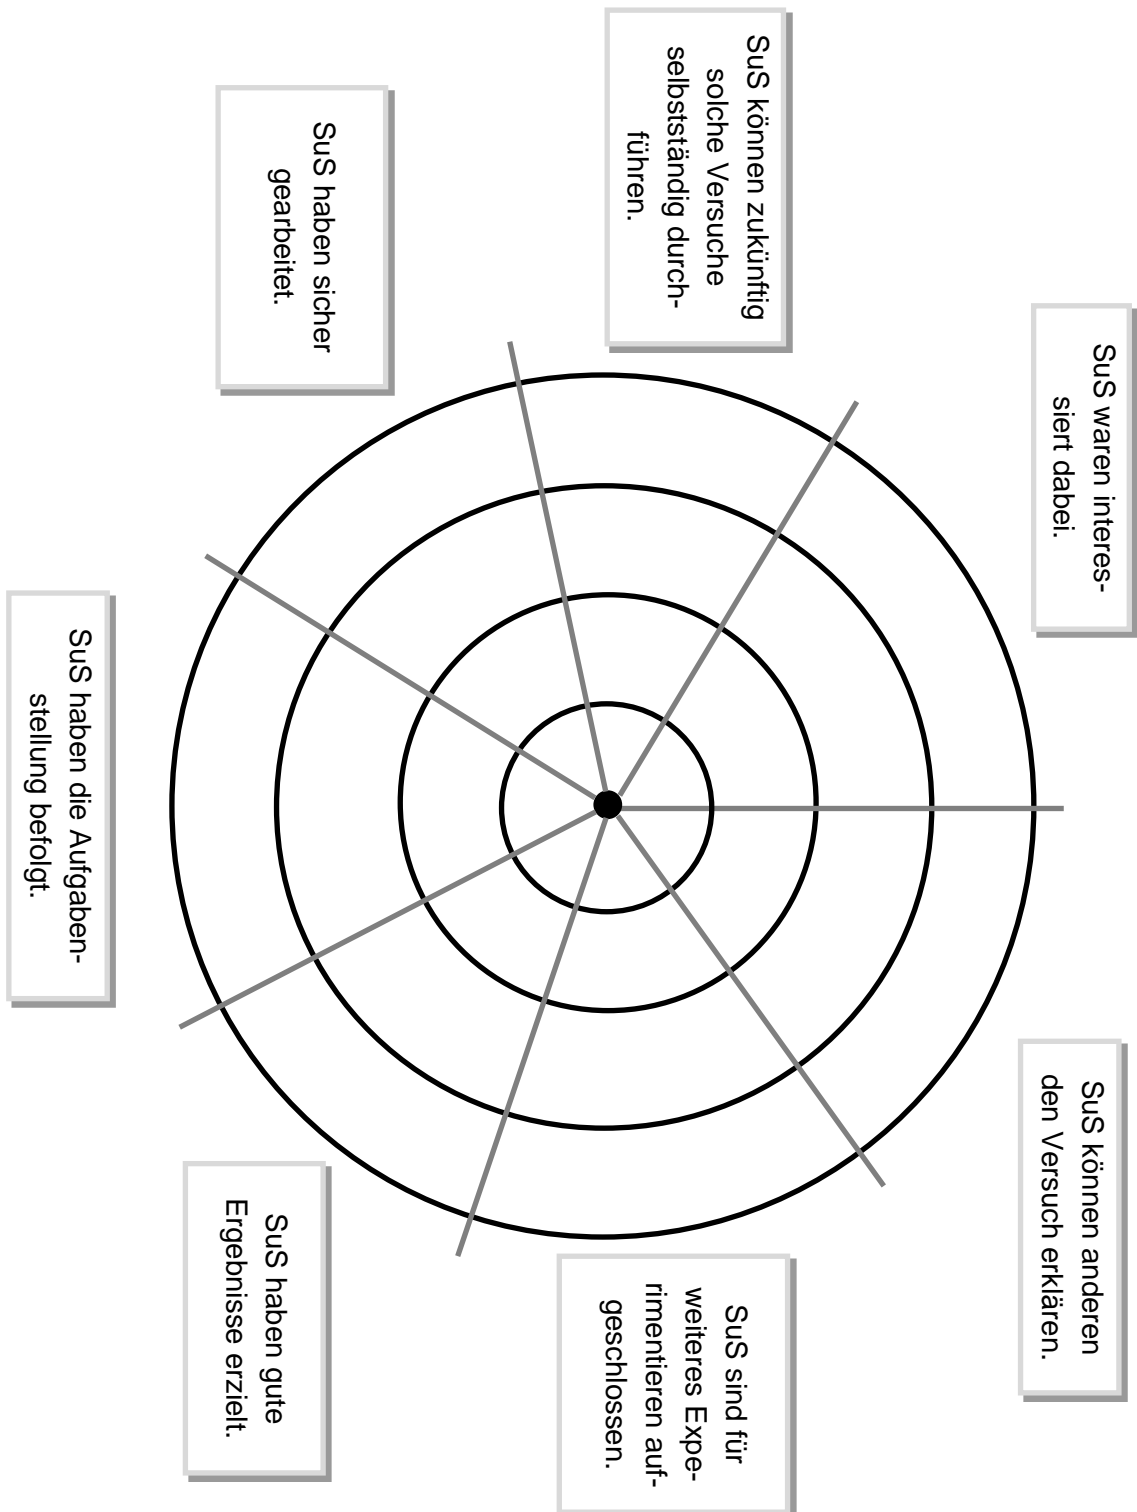 SuS waren interes-
siert dabei.
SuS können anderen
den Versuch erklären.
SuS können zukünftig
solche Versuche
selbstständig durch-
führen.
SuS sind für
weiteres Expe-
rimentieren auf-
geschlossen.
SuS haben sicher
gearbeitet.
SuS haben gute
Ergebnisse erzielt.
SuS haben die Aufgaben-
stellung befolgt.